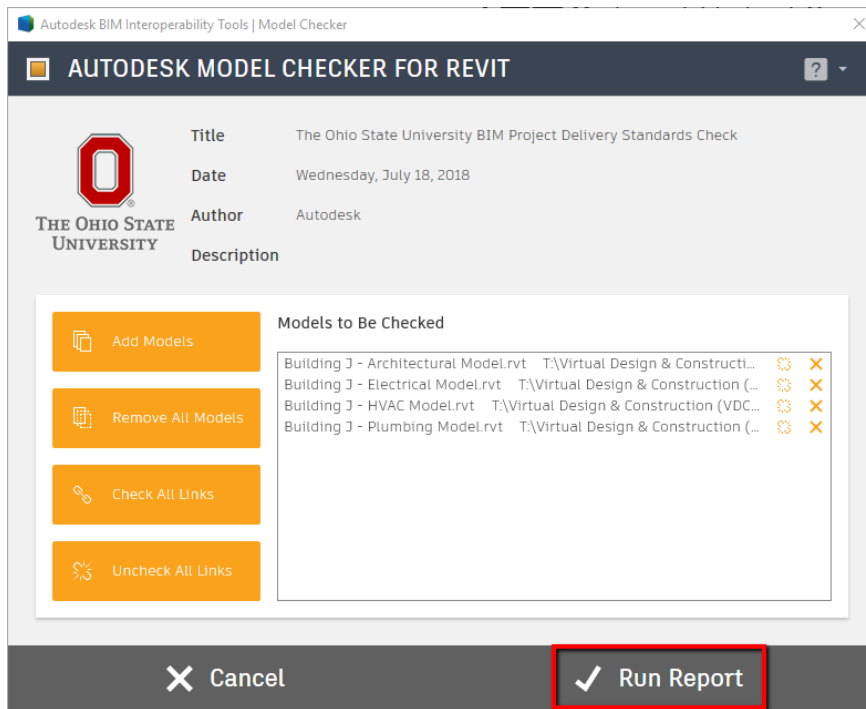 Autodesk BIM Interoperability Tools | Model Checker
AUTODESK MODEL CHECKER FOR REVIT
?
Title The Ohio State University BIM Project Delivery Standards Check
Date Wednesday, July 18, 2018
Author Autodesk
Description
THE OHIO STATE
UNIVERSITY
®
Models to Be Checked
Add Models
Remove All Models
Check All Links
Uncheck All Links
Building J - Architectural Model.rvt T:\Virtual Design & Constructi...
Building J - Electrical Model.rvt T:\Virtual Design & Construction (...
Building J - HVAC Model.rvt T:\Virtual Design & Construction (VDC...
Building J - Plumbing Model.rvt T:\Virtual Design & Construction (...
Cancel
Run Report